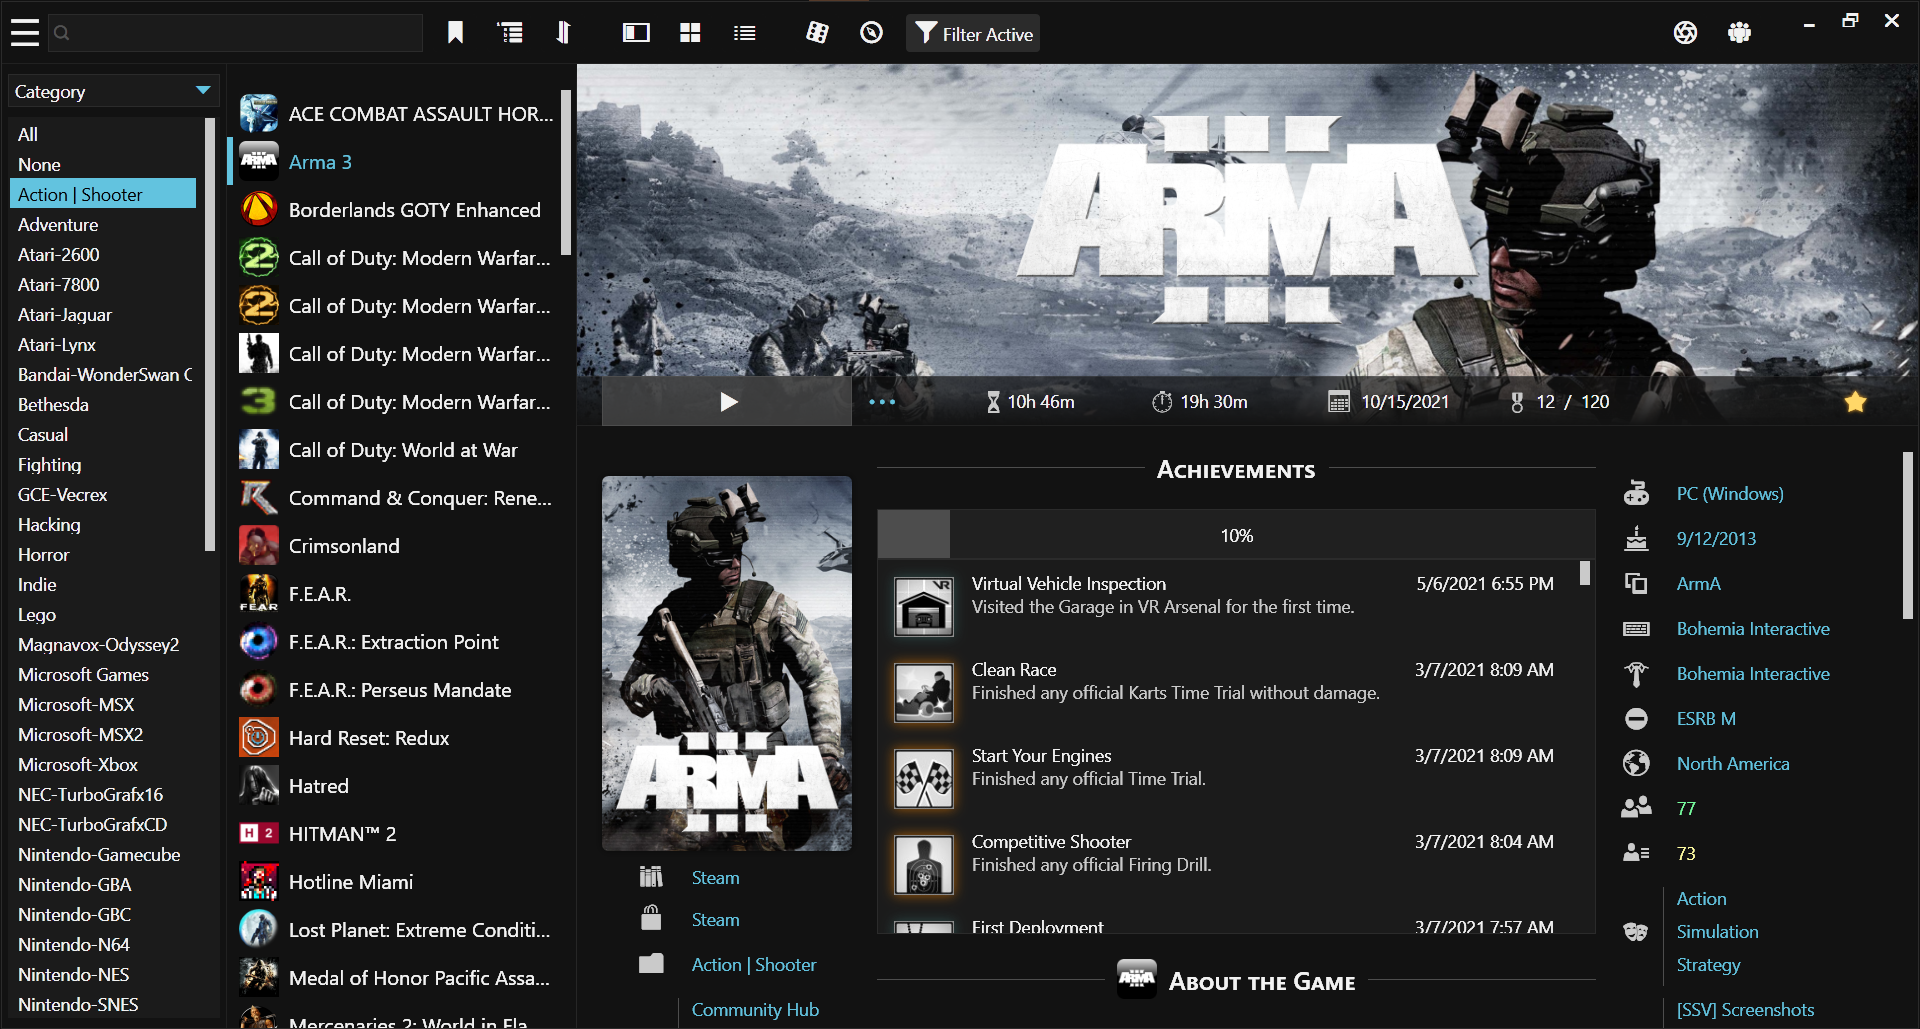 Filter Active
Category
All
None
Action | Shooter
Adventure
Atari-2600
Atari-7800
Atari-Jaguar
Atari-Lynx
Bandai-WonderSwan C
Bethesda
Casual
Fighting
GCE-Vecrex
Hacking
Horror
Indie
Lego
Magnavox-Odyssey2
Microsoft Games
Microsoft-MSX
Microsoft-MSX2
Microsoft-Xbox
NEC-TurboGrafx16
NEC-TurboGrafxCD
Nintendo-Gamecube
Nintendo-GBA
Nintendo-GBC
Nintendo-N64
Nintendo-NES
Nintendo-SNES
ACE COMBAT ASSAULT HOR...
Arma 3
Borderlands GOTY Enhanced
Call of Duty: Modern Warfar...
Call of Duty: Modern Warfar...
Call of Duty: Modern Warfar...
Call of Duty: Modern Warfar...
Call of Duty: World at War
Command & Conquer: Rene...
Crimsonland
F.E.A.R.
F.E.A.R.: Extraction Point
F.E.A.R.: Perseus Mandate
Hard Reset: Redux
Hatred
HITMAN™ 2
Hotline Miami
Lost Planet: Extreme Conditi...
Medal of Honor Pacific Assa...
Mercenaries 2: World in Fla
ARMA
III
10h 46m
19h 30m
10/15/2021
12 / 120
ARMA
III
Steam
Steam
Action | Shooter
Community Hub
ACHIEVEMENTS
10%
Virtual Vehicle Inspection 5/6/2021 6:55 PM
Visited the Garage in VR Arsenal for the first time.
Clean Race 3/7/2021 8:09 AM
Finished any official Karts Time Trial without damage.
Start Your Engines 3/7/2021 8:09 AM
Finished any official Time Trial.
Competitive Shooter 3/7/2021 8:04 AM
Finished any official Firing Drill.
First Deployment 3/7/2021 7:57 AM
ABOUT THE GAME
PC (Windows)
9/12/2013
ArmA
Bohemia Interactive
Bohemia Interactive
ESRB M
North America
77
73
Action
Simulation
Strategy
[SSV] Screenshots